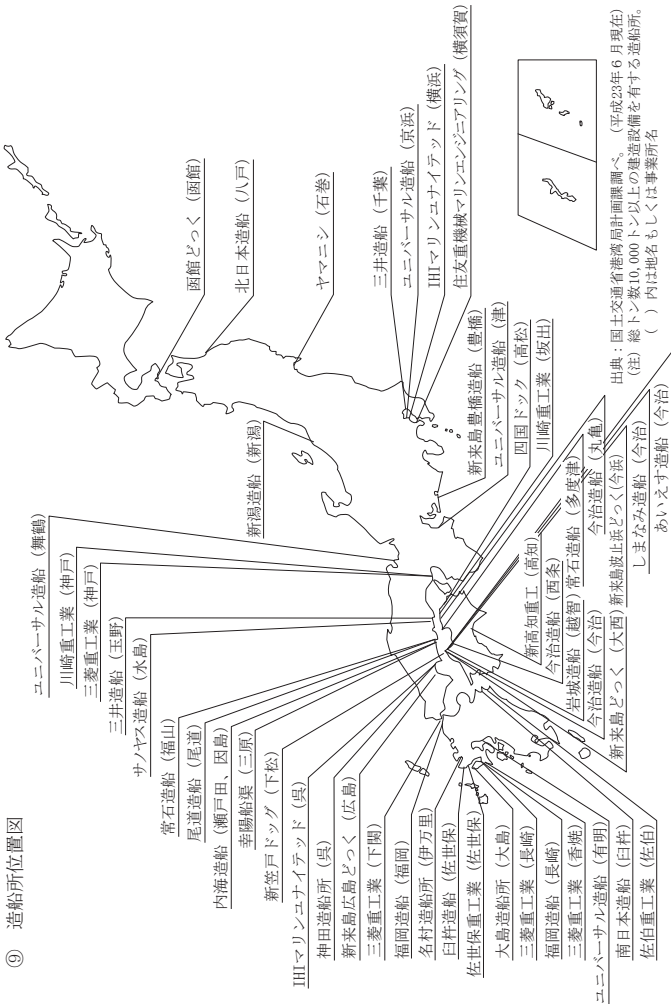 ⑨ 造船所位置図
ユニバーサル造船（舞鶴）
川崎重工業（神戸）
三菱重工業（神戸）
三井造船（玉野）
サノヤス造船（水島）
常石造船（福山）
尾道造船（尾道）
内海造船（瀬戸田、因島）
幸陽船渠（三原）
新笠戸ドッグ（下松）
IHIマリンユナイテッド（呉）
神田造船所（呉）
新来島広島どっく（広島）
三菱重工業（下関）
福岡造船（福岡）
名村造船所（伊万里）
臼杵造船（佐世保）
佐世保重工業（佐世保）
大島造船所（大島）
三菱重工業（長崎）
福岡造船（長崎）
三菱重工業（香焼）
ユニバーサル造船（有明）
南日本造船（臼杵）
佐伯重工業（佐伯）
新潟造船（新潟）
函館どっく（函館）
北日本造船（八戸）
ヤマニシ（石巻）
三井造船（千葉）
ユニバーサル造船（京浜）
IHIマリンユナイテッド（横浜）
住友重機械マリンエンジニアリング（横須賀）
新来島豊橋造船（豊橋）
ユニバーサル造船（津）
四国ドック（高松）
川崎重工業（坂出）
新高知重工（高知）
今治造船（西条）
岩城造船（越智）
常石造船（多度津）
今治造船（今治）
今治造船（丸亀）
新来島どっく（大西）
新来島波止浜どっく（今浜）
しまなみ造船（今治）
あいえす造船（今治）
出典：国土交通省港湾局計画課調べ。（平成23年6月現在）
（注）総トン数10,000トン以上の建造設備を有する造船所。
（　）内は地名もしくは事業所名